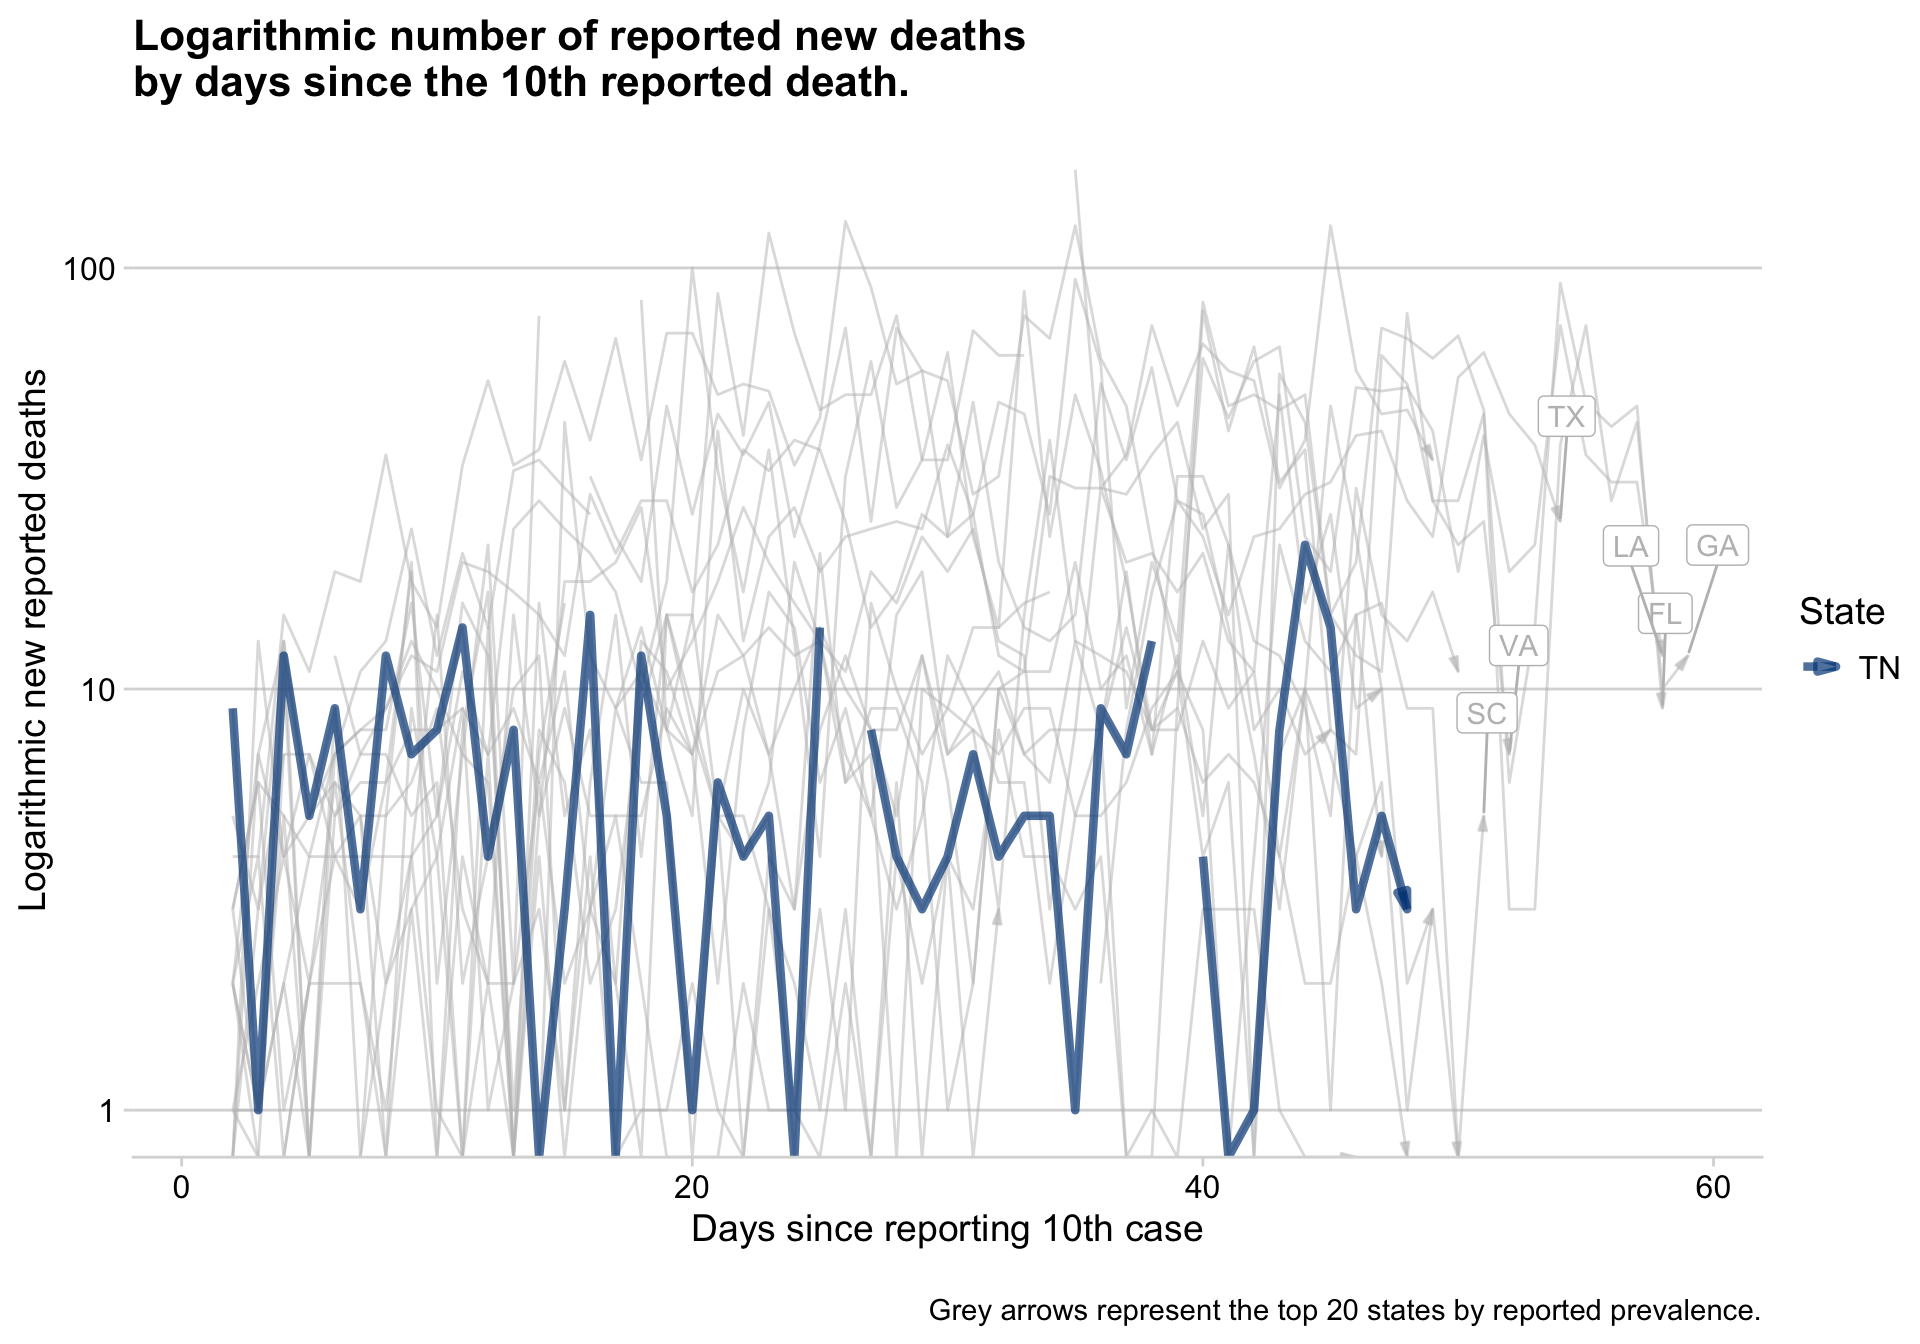 Logarithmic number of reported new deaths
by days since the 10th reported death.
Logarithmic new reported deaths
100
10
1
TX
LA
GA
FL
VA
SC
State
TN
0
20
40
60
Days since reporting 10th case
Grey arrows represent the top 20 states by reported prevalence.